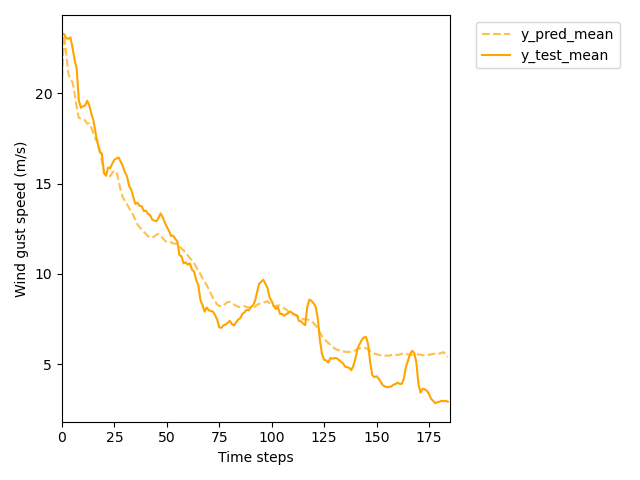 y_pred_mean
y_test_mean
Wind gust speed (m/s)
20
15
10
5
0 25 50 75 100 125 150 175
Time steps